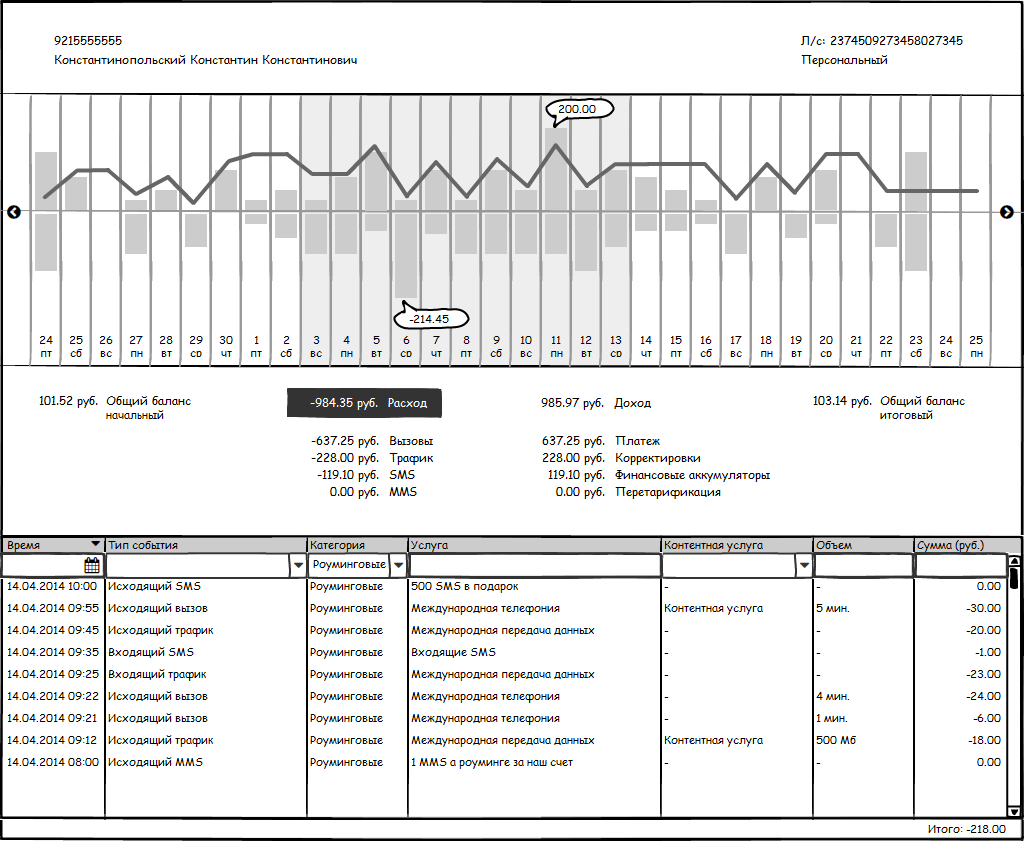 9215555555
Константинопольский Константин Константинович
Л/с: 2374509273458027345
Персональный
200.00
-214.45
24 25 26 27 28 29 30 1 2 3 4 5 6 7 8 9 10 11 12 13 14 15 16 17 18 19 20 21 22 23 24 25
пт сб вс пн вт ср чт пт сб вс пн вт ср чт пт сб вс пн вт ср чт пт сб вс пн вт ср чт пт сб вс пн
101.52 руб. Общий баланс
начальный
-984.35 руб. Расход
985.97 руб. Доход
103.14 руб. Общий баланс
итоговый
-637.25 руб. Вызовы
-228.00 руб. Трафик
-119.10 руб. SMS
0.00 руб. MMS
637.25 руб. Платеж
228.00 руб. Корректировки
119.10 руб. Финансовые аккумуляторы
0.00 руб. Перетарификация
Время Тип события Категория Услуга Контентная услуга Объем Сумма (руб.)
Роуминговые
14.04.2014 10:00 Исходящий SMS Роуминговые 500 SMS в подарок - - 0.00
14.04.2014 09:55 Исходящий вызов Роуминговые Международная телефония Контентная услуга 5 мин. -30.00
14.04.2014 09:45 Исходящий трафик Роуминговые Международная передача данных - - -20.00
14.04.2014 09:35 Входящий SMS Роуминговые Входящие SMS - - -1.00
14.04.2014 09:25 Входящий трафик Роуминговые Международная передача данных - - -23.00
14.04.2014 09:22 Исходящий вызов Роуминговые Международная телефония - 4 мин. -24.00
14.04.2014 09:21 Исходящий вызов Роуминговые Международная телефония - 1 мин. -6.00
14.04.2014 09:12 Исходящий трафик Роуминговые Международная передача данных Контентная услуга 500 Мб -18.00
14.04.2014 08:00 Исходящий MMS Роуминговые 1 MMS а роуминге за наш счет - - 0.00
Итого: -218.00